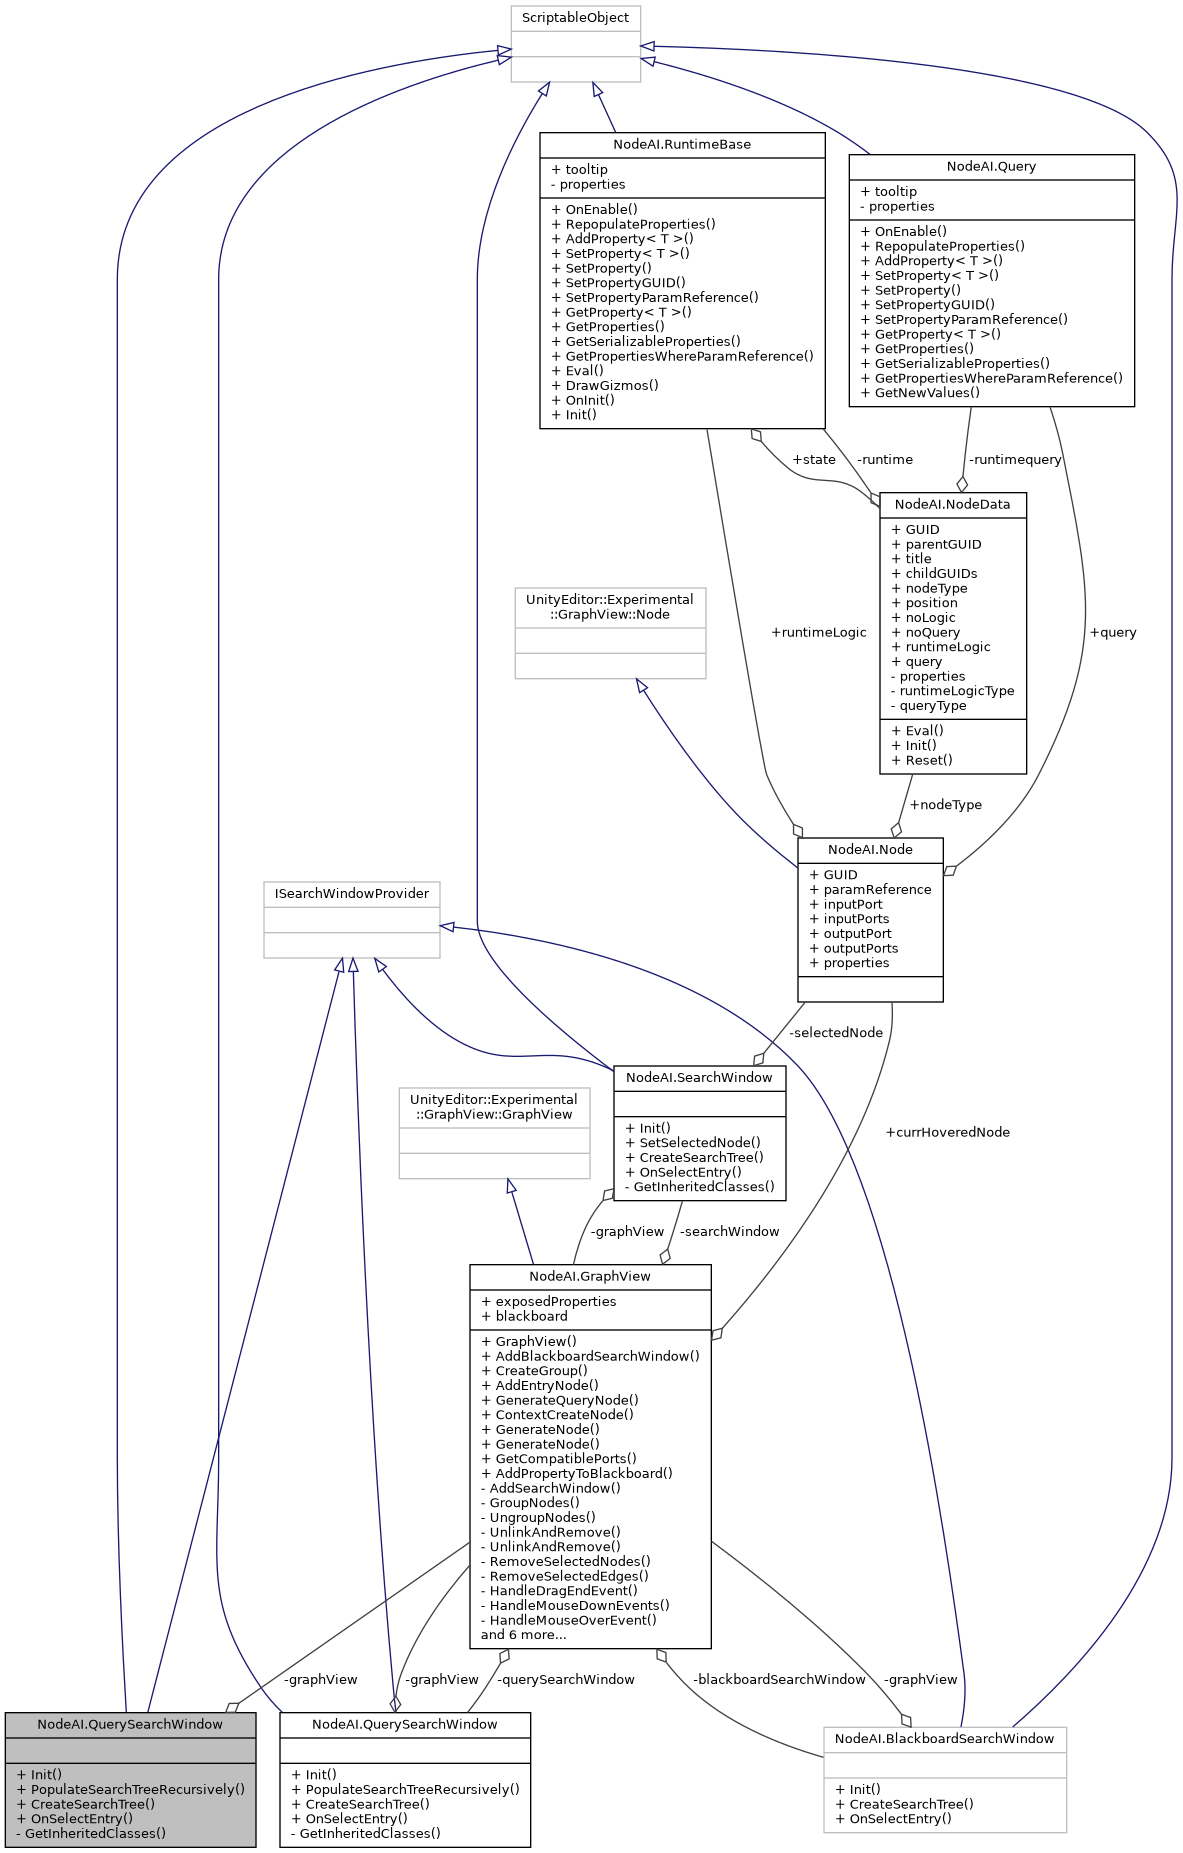 ScriptableObject
NodeAI.RuntimeBase
+ tooltip
- properties
+ OnEnable()
+ RepopulateProperties()
+ AddProperty< T >()
+ SetProperty< T >()
+ SetProperty()
+ SetPropertyGUID()
+ SetPropertyParamReference()
+ GetProperty< T >()
+ GetProperties()
+ GetSerializableProperties()
+ GetPropertiesWhereParamReference()
+ Eval()
+ DrawGizmos()
+ OnInit()
+ Init()
NodeAI.Query
+ tooltip
- properties
+ OnEnable()
+ RepopulateProperties()
+ AddProperty< T >()
+ SetProperty< T >()
+ SetProperty()
+ SetPropertyGUID()
+ SetPropertyParamReference()
+ GetProperty< T >()
+ GetProperties()
+ GetSerializableProperties()
+ GetPropertiesWhereParamReference()
+ GetNewValues()
+state
-runtime
-runtimequery
NodeAI.NodeData
+ GUID
+ parentGUID
+ title
+ childGUIDs
+ nodeType
+ position
+ noLogic
+ noQuery
+ runtimeLogic
+ query
- properties
- runtimeLogicType
- queryType
+ Eval()
+ Init()
+ Reset()
UnityEditor::Experimental
::GraphView::Node
+runtimeLogic
+query
+nodeType
NodeAI.Node
+ GUID
+ paramReference
+ inputPort
+ inputPorts
+ outputPort
+ outputPorts
+ properties
ISearchWindowProvider
-selectedNode
NodeAI.SearchWindow
+ Init()
+ SetSelectedNode()
+ CreateSearchTree()
+ OnSelectEntry()
- GetInheritedClasses()
UnityEditor::Experimental
::GraphView::GraphView
+currHoveredNode
-graphView
-searchWindow
NodeAI.GraphView
+ exposedProperties
+ blackboard
+ GraphView()
+ AddBlackboardSearchWindow()
+ CreateGroup()
+ AddEntryNode()
+ GenerateQueryNode()
+ ContextCreateNode()
+ GenerateNode()
+ GenerateNode()
+ GetCompatiblePorts()
+ AddPropertyToBlackboard()
- AddSearchWindow()
- GroupNodes()
- UngroupNodes()
- UnlinkAndRemove()
- UnlinkAndRemove()
- RemoveSelectedNodes()
- RemoveSelectedEdges()
- HandleDragEndEvent()
- HandleMouseDownEvents()
- HandleMouseOverEvent()
and 6 more...
-graphView
-graphView
-querySearchWindow
-blackboardSearchWindow
-graphView
NodeAI.QuerySearchWindow
+ Init()
+ PopulateSearchTreeRecursively()
+ CreateSearchTree()
+ OnSelectEntry()
- GetInheritedClasses()
NodeAI.QuerySearchWindow
+ Init()
+ PopulateSearchTreeRecursively()
+ CreateSearchTree()
+ OnSelectEntry()
- GetInheritedClasses()
NodeAI.BlackboardSearchWindow
+ Init()
+ CreateSearchTree()
+ OnSelectEntry()